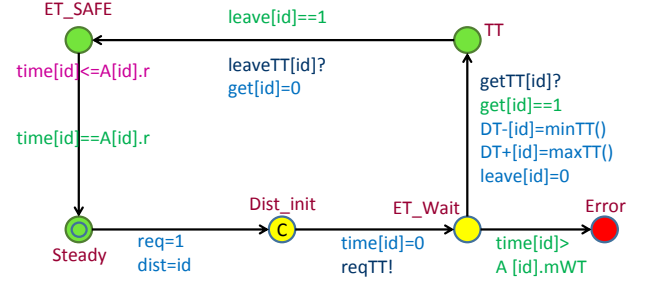 ET_SAFE
leave[id]==1
TT
time[id]<=A[id].r
leaveTT[id]?
get[id]=0
getTT[id]?
get[id]==1
DT-[id]=minTT()
DT+[id]=maxTT()
leave[id]=0
time[id]==A[id].r
Dist_init
ET_Wait
Error
C
Steady
req=1
dist=id
time[id]=0
reqTT!
time[id]>
A [id].mWT